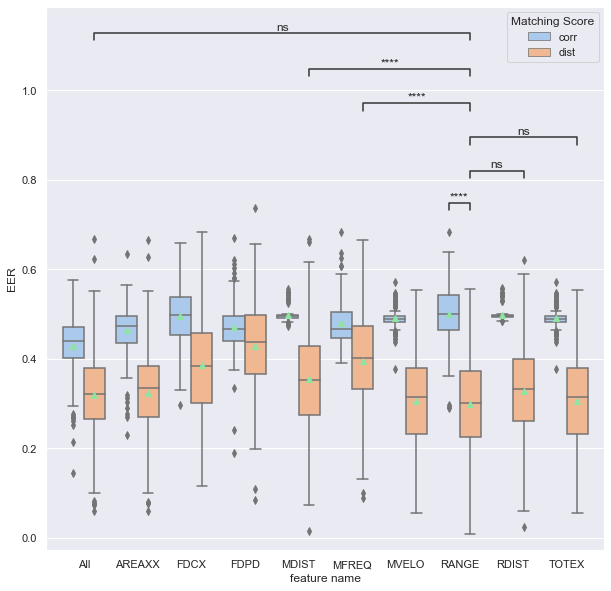 Matching Score
corr
dist
ns
****
****
ns
ns
****
EER
1.0
0.8
0.6
0.4
0.2
0.0
All AREAXX FDCX FDPD MDIST MFREQ MVELO RANGE RDIST TOTEX
feature name